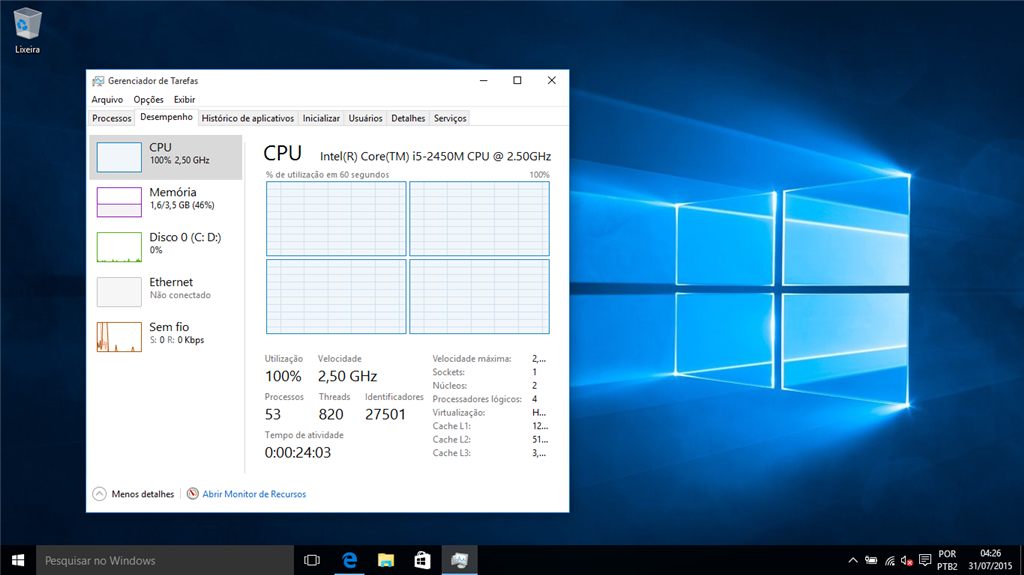 Lixeira
Gerenciador de Tarefas
Arquivo Opções Exibir
Processos Desempenho Histórico de aplicativos Inicializar Usuários Detalhes Serviços
CPU
100% 2,50 GHz
Memória
1,6/3,5 GB (46%)
Disco 0 (C: D:)
0%
Ethernet
Não conectado
Sem fio
S: 0 R: 0 Kbps
CPU Intel(R) Core(TM) i5-2450M CPU @ 2.50GHz
% de utilização em 60 segundos 100%
Utilização Velocidade
100% 2,50 GHz
Processos Threads Identificadores
53 820 27501
Tempo de atividade
0:00:24:03
Velocidade máxima: 2,...
Sockets: 1
Núcleos: 2
Processadores lógicos: 4
Virtualização: H...
Cache L1: 12...
Cache L2: 51...
Cache L3: 3,...
Menos detalhes Abrir Monitor de Recursos
Pesquisar no Windows
POR
PTB2
04:26
31/07/2015